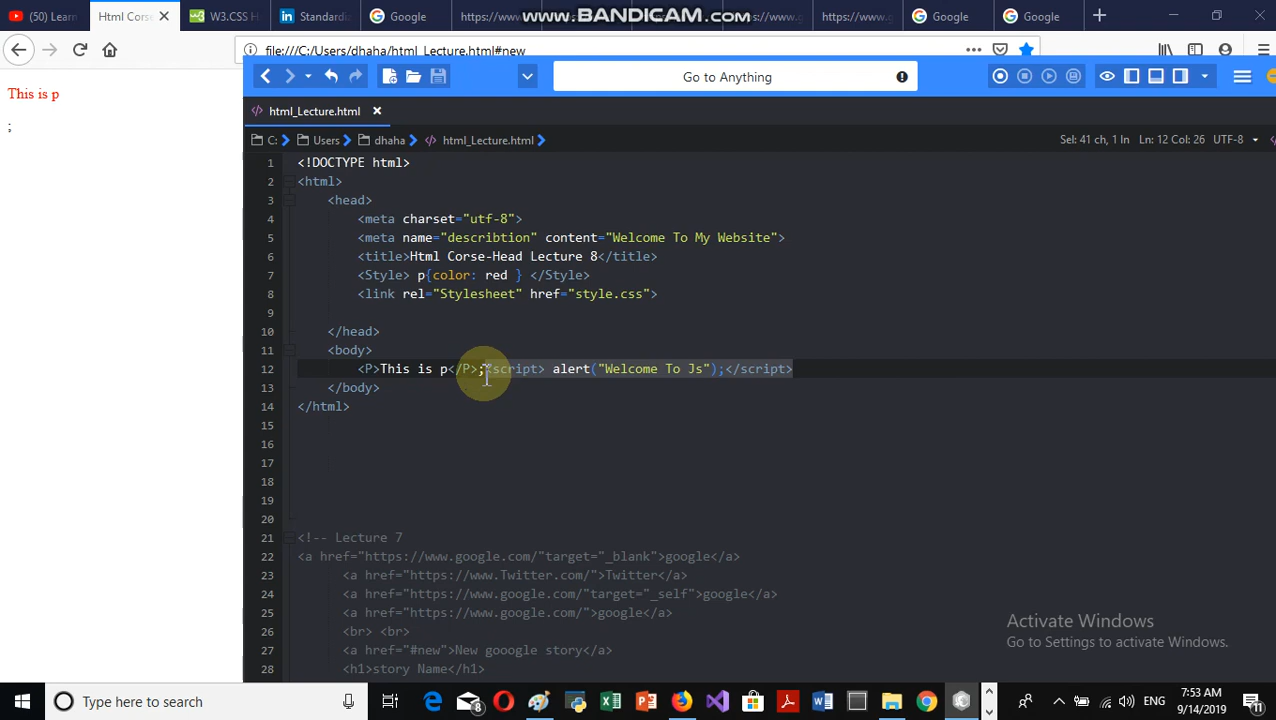 www.BANDICAM.com
(50) Learn
Html Corse
W3.CSS H
Standardiz
Google
https://www
https://www.g
Google
Google
file:///C:/Users/dhaha/html_Lecture.html#new
Go to Anything
html_Lecture.html
C: Users dhaha html_Lecture.html
Sel: 41 ch, 1 ln Ln: 12 Col: 26 UTF-8
This is p
;
1 <!DOCTYPE html>
2 <html>
3 <head>
4 <meta charset="utf-8">
5 <meta name="describtion" content="Welcome To My Website">
6 <title>Html Corse-Head Lecture 8</title>
7 <Style> p{color: red } </Style>
8 <link rel="Stylesheet" href="style.css">
9
10 </head>
11 <body>
12 <P>This is p</P>;<script> alert("Welcome To Js");</script>
13 </body>
14 </html>
15
16
17
18
19
20
21 <!-- Lecture 7
22 <a href="https://www.google.com/"target="_blank">google</a>
23 <a href="https://www.Twitter.com/">Twitter</a>
24 <a href="https://www.google.com/"target="_self">google</a>
25 <a href="https://www.google.com/">google</a>
26 <br> <br>
27 <a href="#new">New gooogle story</a>
28 <h1>story Name</h1>
Activate Windows
Go to Settings to activate Windows.
Type here to search
8
ENG
7:53 AM
9/14/2019
11